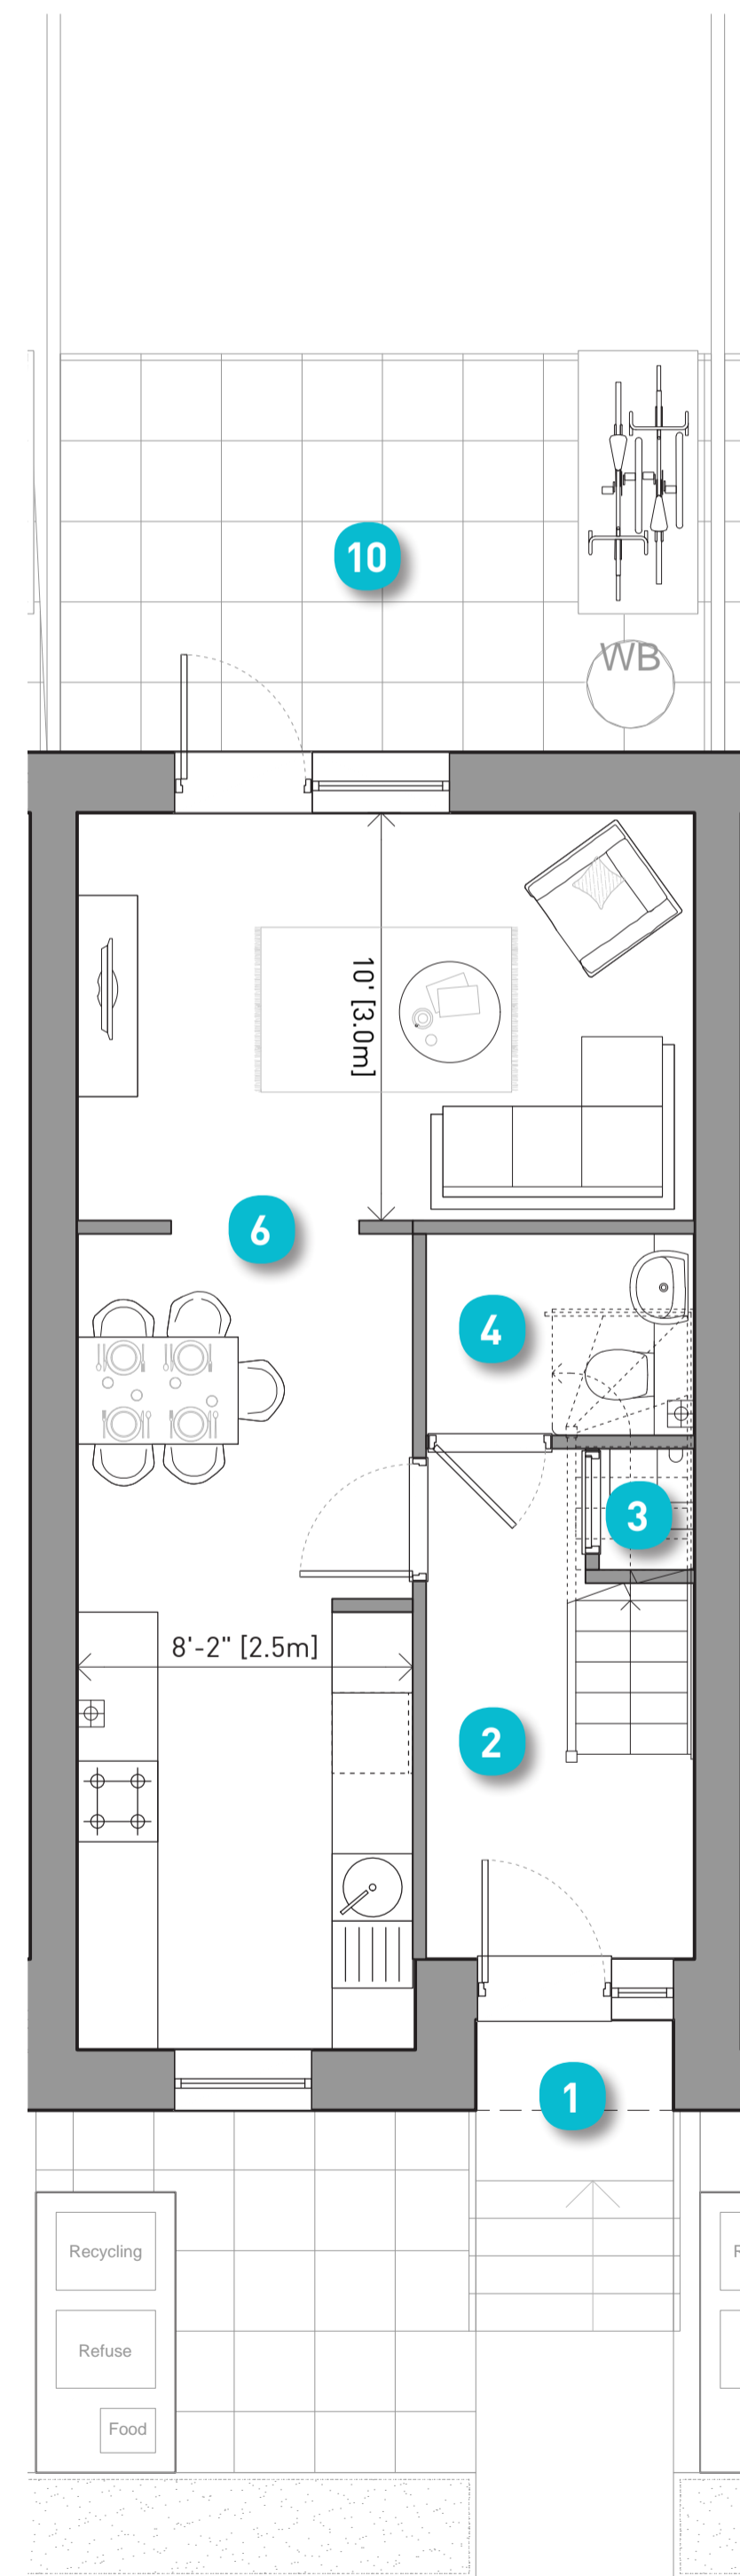 10
WB
10' [3.0m]
6
4
3
8'-2" [2.5m]
2
1
Recycling
R
Refuse
Food